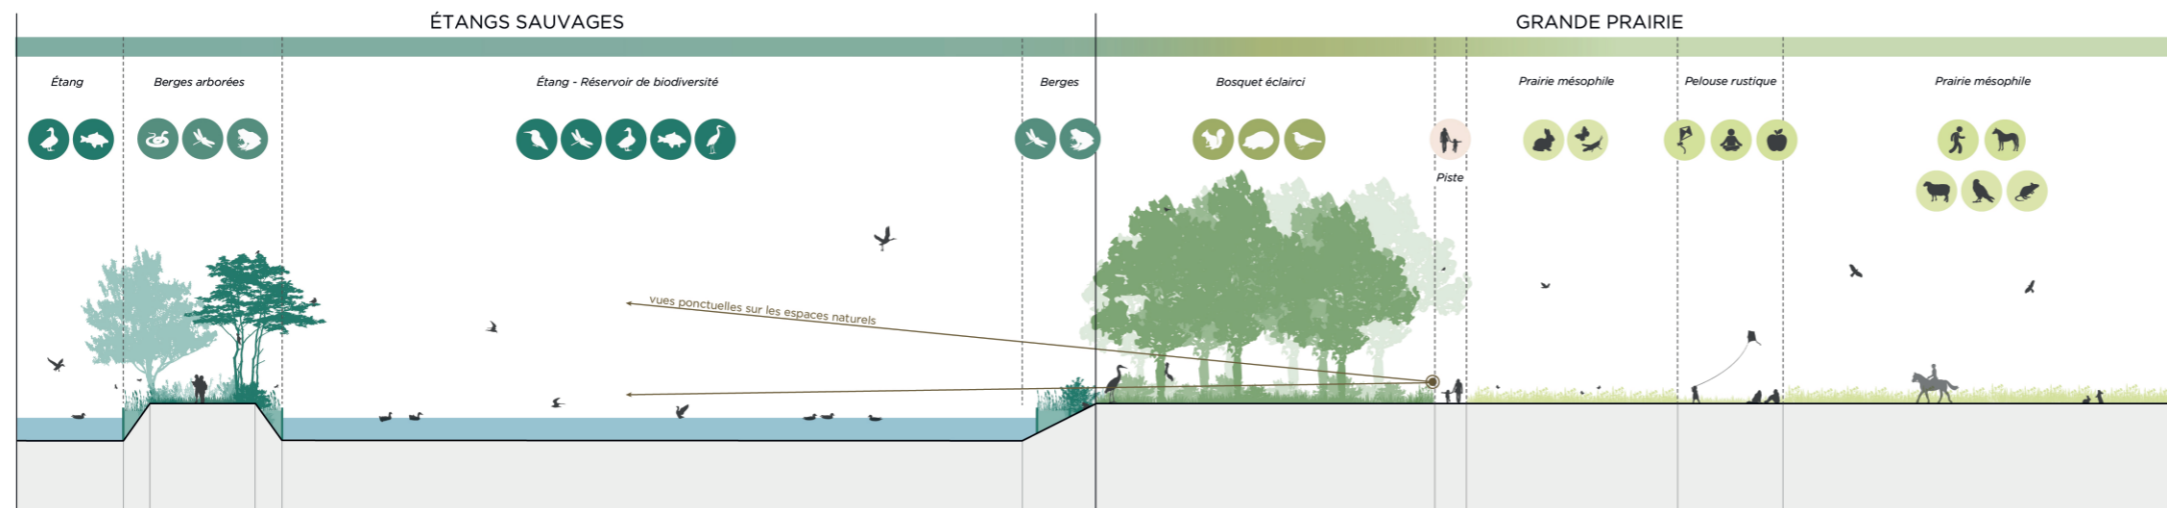 ÉTANGS SAUVAGES
GRANDE PRAIRIE
Étang
Berges arborées
Étang - Réservoir de biodiversité
Berges
Bosquet éclairci
Prairie mésophile
Pelouse rustique
Prairie mésophile
Piste
vues ponctuelles sur les espaces naturels